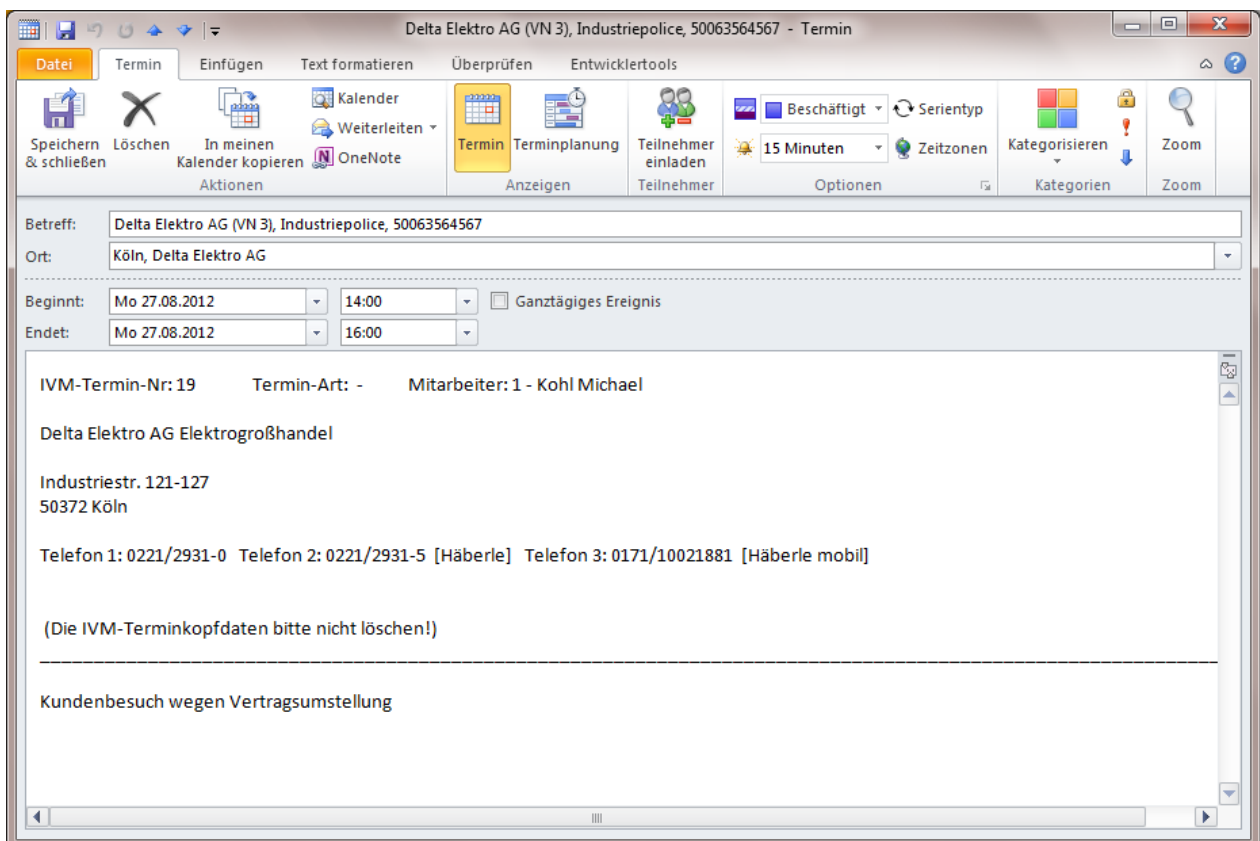 Delta Elektro AG (VN 3), Industriepolice, 50063564567 - Termin
Datei Termin Einfügen Text formatieren Überprüfen Entwicklertools
Speichern & schließen
Löschen
In meinen Kalender kopieren
Kalender
Weiterleiten
OneNote
Aktionen
Termin
Terminplanung
Anzeigen
Teilnehmer einladen
Teilnehmer
Beschäftigt
Serientyp
15 Minuten
Zeitzonen
Optionen
Kategorisieren
Kategorien
Zoom
Zoom
Betreff: Delta Elektro AG (VN 3), Industriepolice, 50063564567
Ort: Köln, Delta Elektro AG
Beginnt: Mo 27.08.2012 14:00 Ganztägiges Ereignis
Endet: Mo 27.08.2012 16:00
IVM-Termin-Nr: 19 Termin-Art: - Mitarbeiter: 1 - Kohl Michael
Delta Elektro AG Elektrogroßhandel
Industriestr. 121-127
50372 Köln
Telefon 1: 0221/2931-0 Telefon 2: 0221/2931-5 [Häberle] Telefon 3: 0171/10021881 [Häberle mobil]
(Die IVM-Terminkopfdaten bitte nicht löschen!)
Kundenbesuch wegen Vertragsumstellung